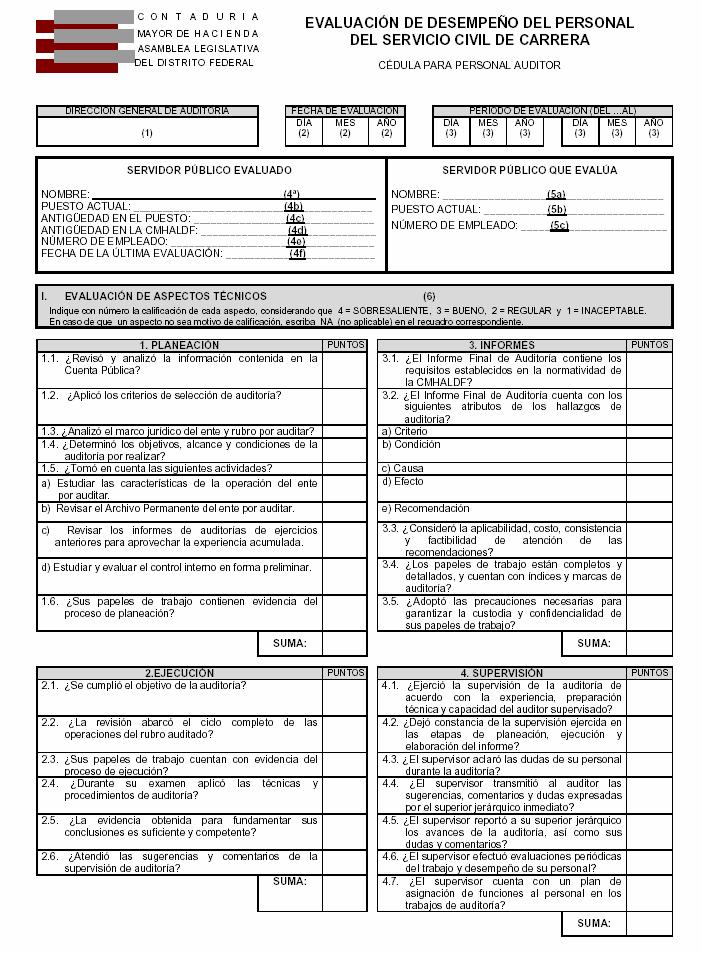 CONTADURIA
MAYOR DE HACIENDA
ASAMBLEA LEGISLATIVA
DEL DISTRITO FEDERAL
EVALUACIÓN DE DESEMPEÑO DEL PERSONAL
DEL SERVICIO CIVIL DE CARRERA
CÉDULA PARA PERSONAL AUDITOR
DIRECCIÓN GENERAL DE AUDITORÍA
(1)
FECHA DE EVALUACIÓN
DÍA MES AÑO
(2) (2) (2)
PERIODO DE EVALUACIÓN (DEL ...AL)
DÍA MES AÑO DÍA MES AÑO
(3) (3) (3) (3) (3) (3)
SERVIDOR PÚBLICO EVALUADO
NOMBRE: (4ª)
PUESTO ACTUAL: (4b)
ANTIGÜEDAD EN EL PUESTO: (4c)
ANTIGÜEDAD EN LA CMHALDF: (4d)
NÚMERO DE EMPLEADO: (4e)
FECHA DE LA ÚLTIMA EVALUACIÓN: (4f)
SERVIDOR PÚBLICO QUE EVALÚA
NOMBRE: (5a)
PUESTO ACTUAL: (5b)
NÚMERO DE EMPLEADO: (5c)
I. EVALUACIÓN DE ASPECTOS TÉCNICOS (6)
Indique con número la calificación de cada aspecto, considerando que 4 = SOBRESALIENTE, 3 = BUENO, 2 = REGULAR y 1 = INACEPTABLE.
En caso de que un aspecto no sea motivo de calificación, escriba NA (no aplicable) en el recuadro correspondiente.
1. PLANEACIÓN PUNTOS
1.1. ¿Revisó y analizó la información contenida en la
Cuenta Pública?
1.2. ¿Aplicó los criterios de selección de auditoría?
1.3. ¿Analizó el marco jurídico del ente y rubro por auditar?
1.4. ¿Determinó los objetivos, alcance y condiciones de la
auditoría por realizar?
1.5. ¿Tomó en cuenta las siguientes actividades?
a) Estudiar las características de la operación del ente
por auditar.
b) Revisar el Archivo Permanente del ente por auditar.
c) Revisar los informes de auditorías de ejercicios
anteriores para aprovechar la experiencia acumulada.
d) Estudiar y evaluar el control interno en forma preliminar.
1.6. ¿Sus papeles de trabajo contienen evidencia del
proceso de planeación?
SUMA:
3. INFORMES PUNTOS
3.1. ¿El Informe Final de Auditoría contiene los
requisitos establecidos en la normatividad de
la CMHALDF?
3.2. ¿El Informe Final de Auditoría cuenta con los
siguientes atributos de los hallazgos de
auditoría?
a) Criterio
b) Condición
c) Causa
d) Efecto
e) Recomendación
3.3. ¿Consideró la aplicabilidad, costo, consistencia
y factibilidad de atención de las
recomendaciones?
3.4. ¿Los papeles de trabajo están completos y
detallados, y cuentan con índices y marcas de
auditoría?
3.5. ¿Adoptó las precauciones necesarias para
garantizar la custodia y confidencialidad de
sus papeles de trabajo?
SUMA:
2.EJECUCIÓN PUNTOS
2.1. ¿Se cumplió el objetivo de la auditoría?
2.2. ¿La revisión abarcó el ciclo completo de las
operaciones del rubro auditado?
2.3. ¿Sus papeles de trabajo cuentan con evidencia del
proceso de ejecución?
2.4. ¿Durante su examen aplicó las técnicas y
procedimientos de auditoría?
2.5. ¿La evidencia obtenida para fundamentar sus
conclusiones es suficiente y competente?
2.6. ¿Atendió las sugerencias y comentarios de la
supervisión de auditoría?
SUMA:
4. SUPERVISIÓN PUNTOS
4.1. ¿Ejerció la supervisión de la auditoría de
acuerdo con la experiencia, preparación
técnica y capacidad del auditor supervisado?
4.2. ¿Dejó constancia de la supervisión ejercida en
las etapas de planeación, ejecución y
elaboración del informe?
4.3. ¿El supervisor aclaró las dudas de su personal
durante la auditoría?
4.4. ¿El supervisor transmitió al auditor las
sugerencias, comentarios y dudas expresadas
por el superior jerárquico inmediato?
4.5. ¿El supervisor reportó a su superior jerárquico
los avances de la auditoría, así como sus
dudas y comentarios?
4.6. ¿El supervisor efectuó evaluaciones periódicas
del trabajo y desempeño de su personal?
4.7. ¿El supervisor cuenta con un plan de
asignación de funciones al personal en los
trabajos de auditoría?
SUMA: